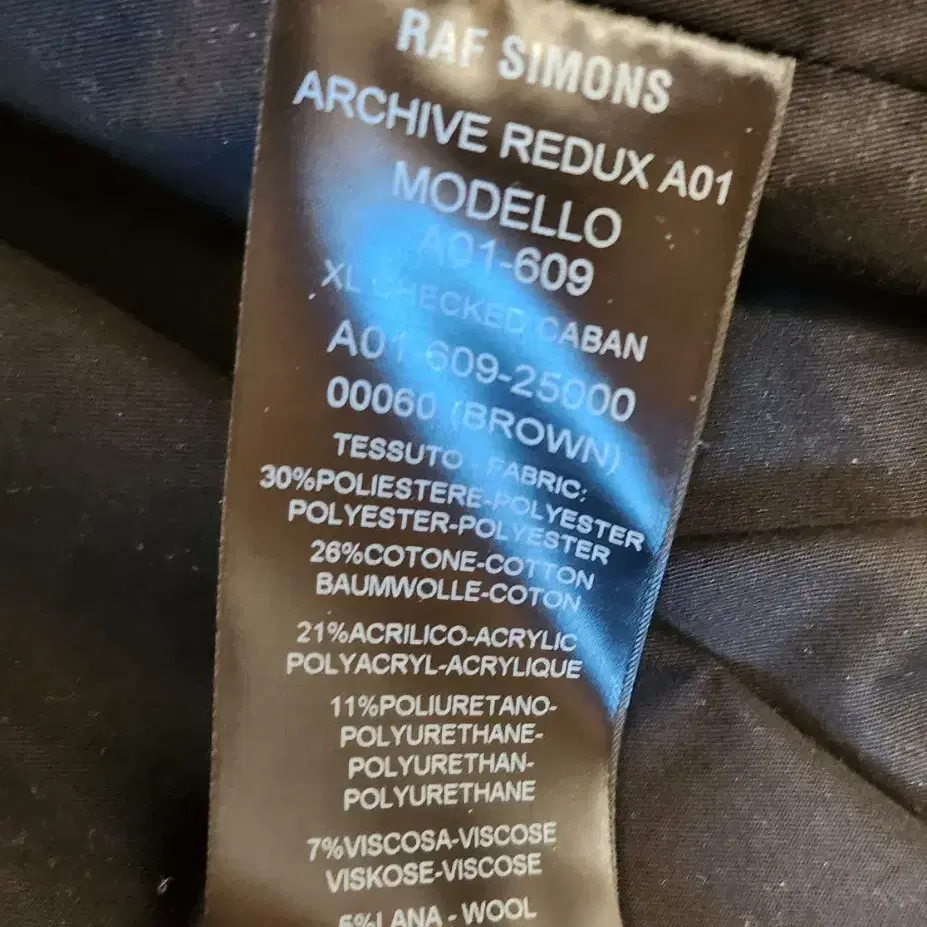 RAF SIMONS
ARCHIVE REDUX A01
MODELLO
A01-609
XL CHECKED CABAN
A01 609-25000
00060 (BROWN)
TESSUTO - FABRIC:
30%POLIESTERE-POLYESTER
POLYESTER-POLYESTER
26%COTONE-COTTON
BAUMWOLLE-COTON
21%ACRILICO-ACRYLIC
POLYACRYL-ACRYLIQUE
11%POLIURETANO-
POLYURETHANE-
POLYURETHAN-
POLYURETHANE
7%VISCOSA-VISCOSE
VISKOSE-VISCOSE
5%LANA - WOOL